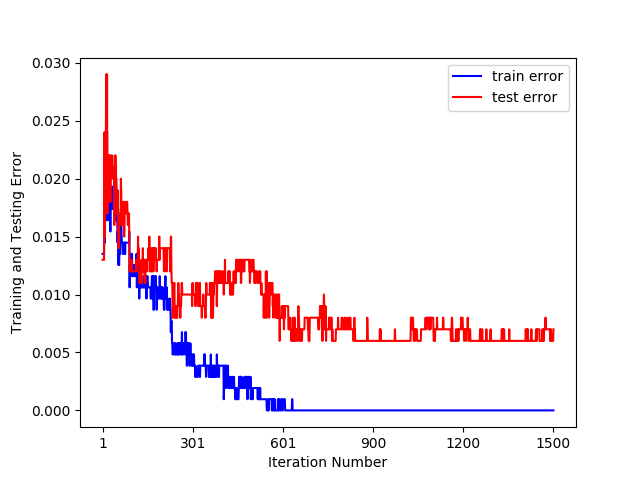 0.030
0.025
0.020
0.015
0.010
0.005
0.000
Training and Testing Error
train error
test error
1 301 601 900 1200 1500
Iteration Number